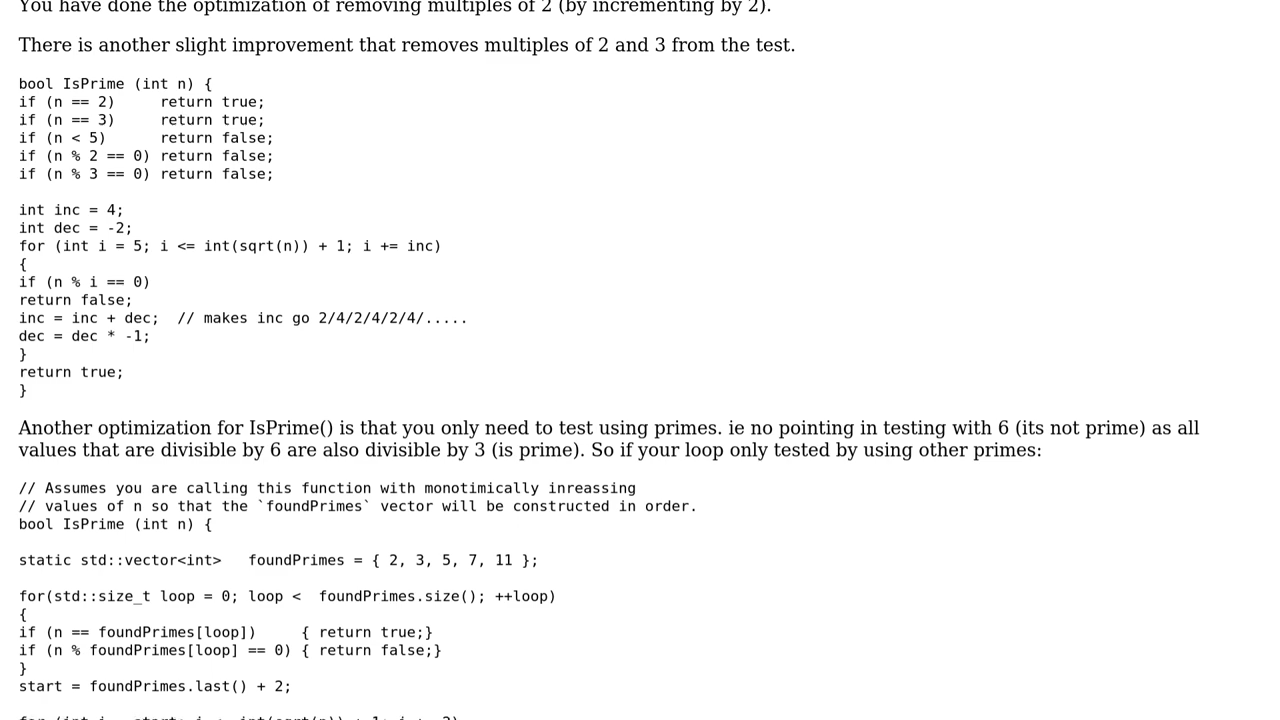 You have done the optimization of removing multiples of 2 (by incrementing by 2).
There is another slight improvement that removes multiples of 2 and 3 from the test.
bool IsPrime (int n) {
if (n == 2)     return true;
if (n == 3)     return true;
if (n < 5)      return false;
if (n % 2 == 0) return false;
if (n % 3 == 0) return false;
int inc = 4;
int dec = -2;
for (int i = 5; i <= int(sqrt(n)) + 1; i += inc)
{
if (n % i == 0)
return false;
inc = inc + dec;  // makes inc go 2/4/2/4/2/4/.....
dec = dec * -1;
}
return true;
}
Another optimization for IsPrime() is that you only need to test using primes. ie no pointing in testing with 6 (its not prime) as all
values that are divisible by 6 are also divisible by 3 (is prime). So if your loop only tested by using other primes:
// Assumes you are calling this function with monotimically inreassing
// values of n so that the `foundPrimes` vector will be constructed in order.
bool IsPrime (int n) {
static std::vector<int>   foundPrimes = { 2, 3, 5, 7, 11 };
for(std::size_t loop = 0; loop <  foundPrimes.size(); ++loop)
{
if (n == foundPrimes[loop])     { return true;}
if (n % foundPrimes[loop] == 0) { return false;}
}
start = foundPrimes.last() + 2;